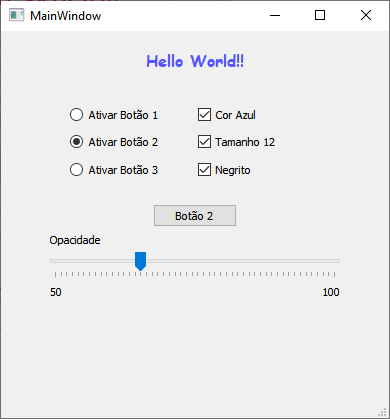 MainWindow
Hello World!!
Ativar Botão 1
Cor Azul
Ativar Botão 2
Tamanho 12
Ativar Botão 3
Negrito
Botão 2
Opacidade
50
100